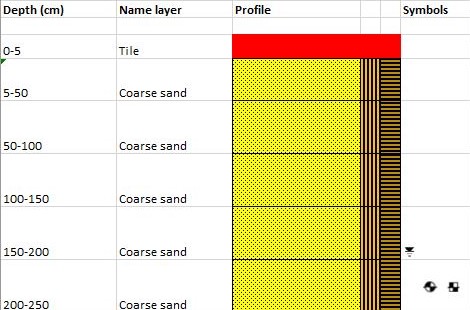 Depth (cm) Name layer Profile Symbols
0-5 Tile
5-50 Coarse sand
50-100 Coarse sand
100-150 Coarse sand
150-200 Coarse sand
200-250 Coarse sand